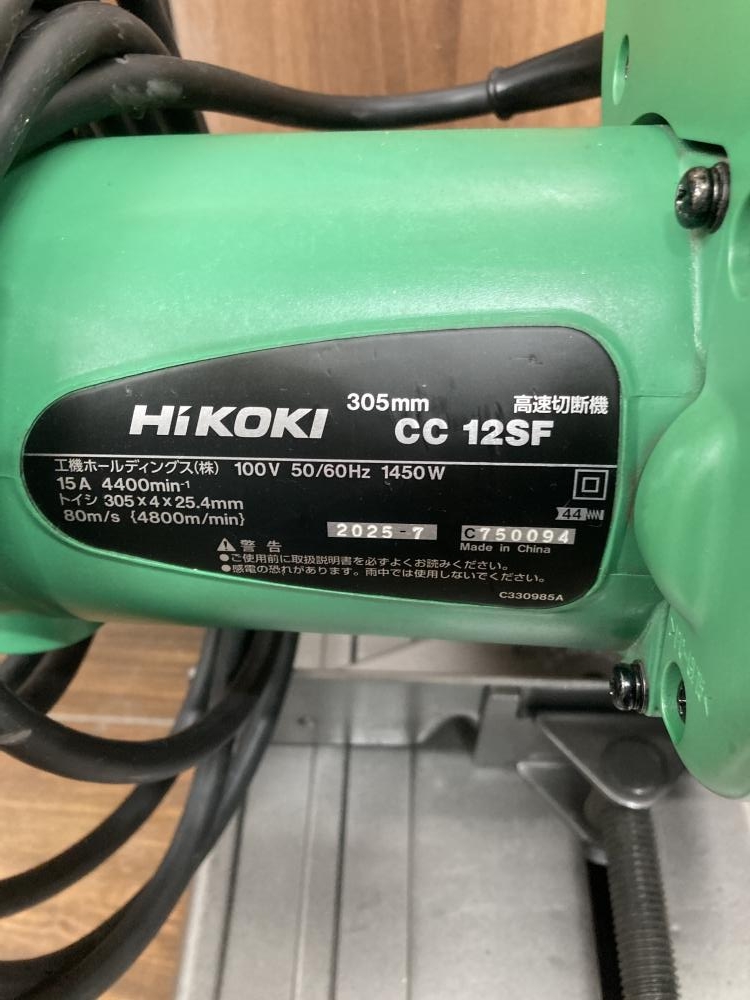 HiKOKI 305mm 高速切断機
CC 12SF
工機ホールディングス(株) 100V 50/60Hz 1450W
15A 4400min-1
トイシ 305×4×25.4mm
80m/s {4800m/min}
44
2025-7 C750094
Made in China
警告
●ご使用前に取扱説明書を必ずよくお読みください。
●感電の恐れがあります。雨中では使用しないでください。
C330985A